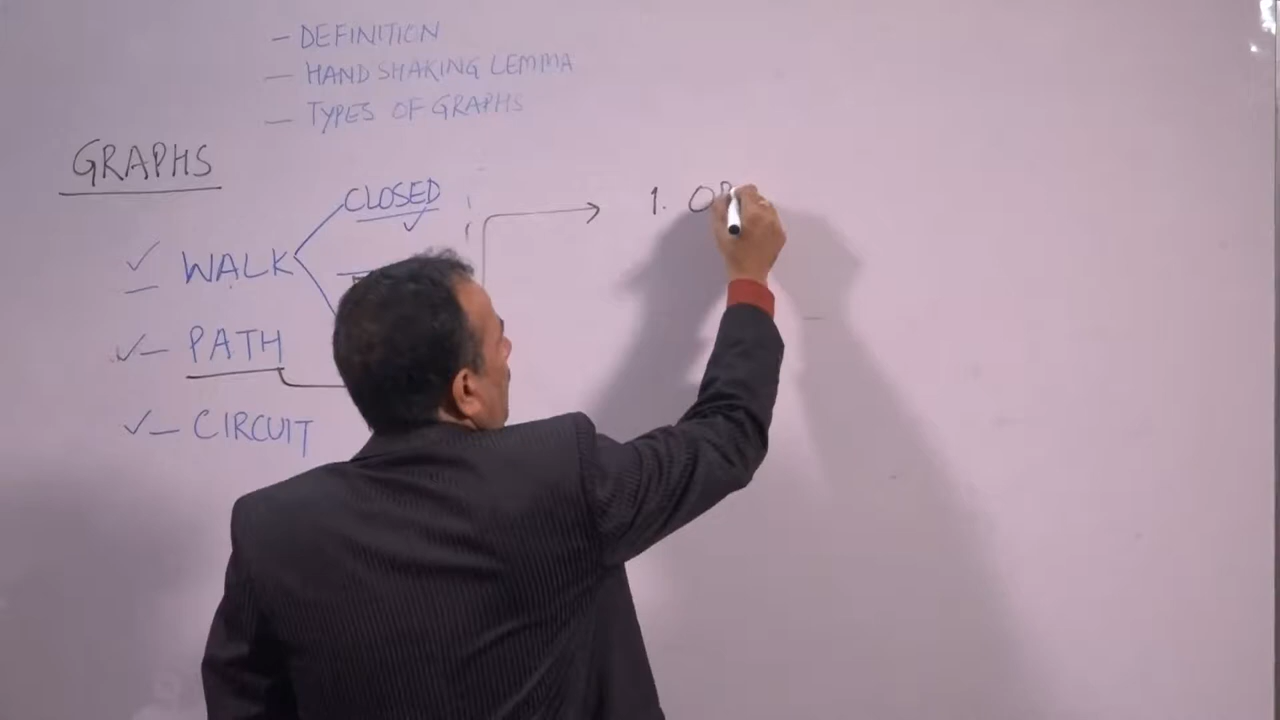 — DEFINITION
— HAND SHAKING LEMMA
— TYPES OF GRAPHS
GRAPHS
CLOSED
✓ — WALK
✓— PATH
✓— CIRCUIT
1. O